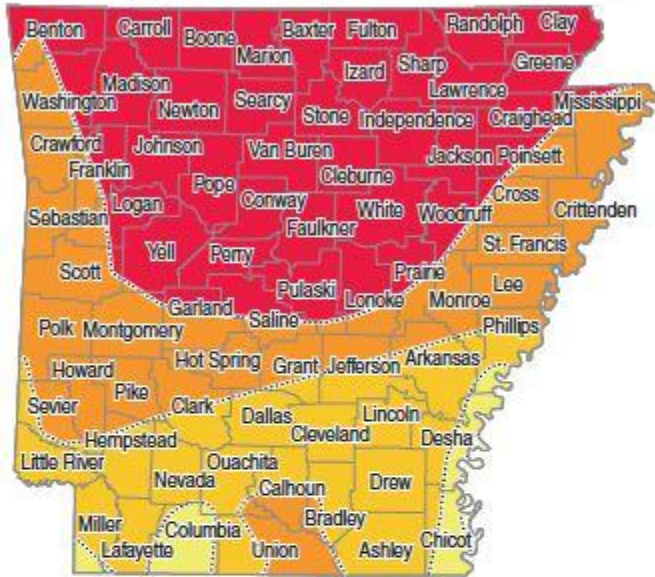 Benton
Carroll
Boone
Baxter
Fulton
Randolph
Clay
Marion
Izard
Sharp
Greene
Madison
Lawrence
Washington
Newton
Searcy
Stone
Independence
Craighead
Mississippi
Crawford
Johnson
Van Buren
Jackson
Poinsett
Franklin
Cleburne
Pope
Conway
Cross
Logan
White
Woodruff
Crittenden
Sebastian
Faulkner
St. Francis
Yell
Perry
Scott
Prairie
Pulaski
Lee
Garland
Lonoke
Monroe
Saline
Polk
Montgomery
Phillips
Hot Spring
Grant
Jefferson
Arkansas
Howard
Pike
Sevier
Clark
Dallas
Lincoln
Hempstead
Cleveland
Desha
Little River
Ouachita
Nevada
Calhoun
Drew
Miller
Columbia
Bradley
Lafayette
Union
Ashley
Chicot